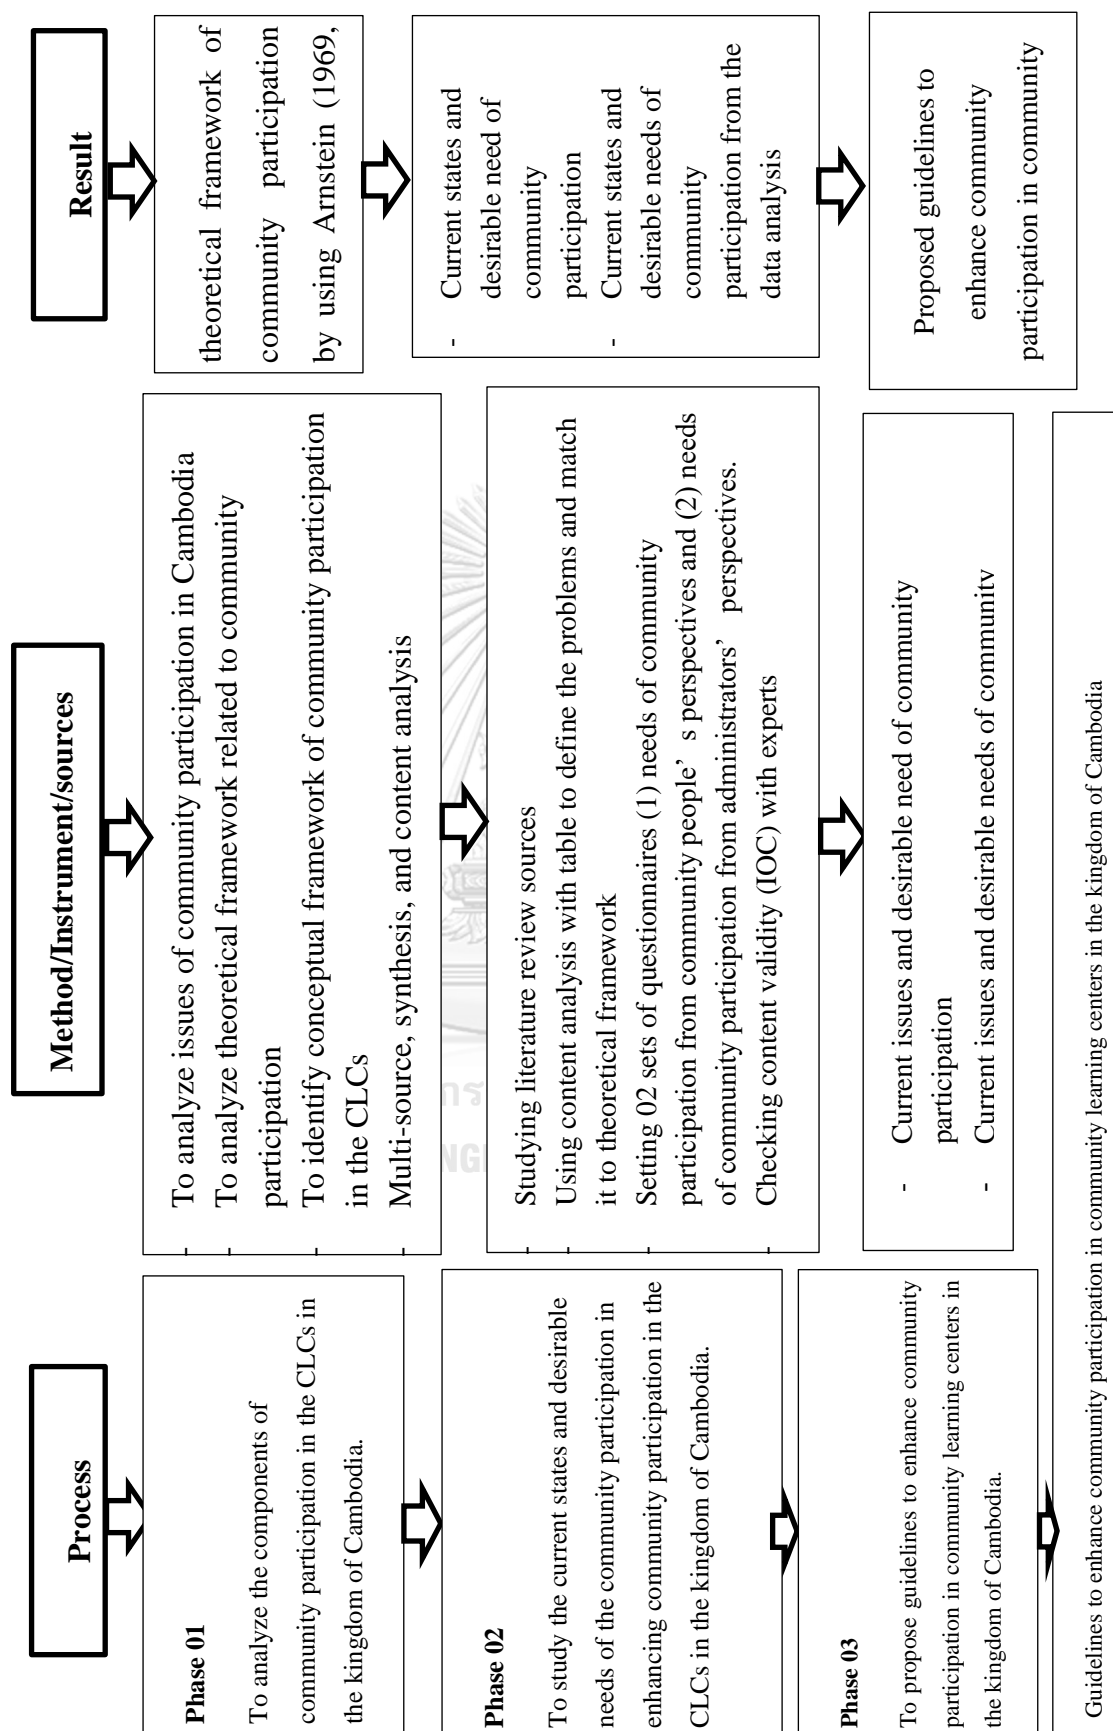 Process
Method/Instrument/sources
Result
Phase 01
To analyze the components of
community participation in the CLCs in
the kingdom of Cambodia.
- To analyze issues of community participation in Cambodia
- To analyze theoretical framework related to community
participation
- To identify conceptual framework of community participation
in the CLCs
- Multi-source, synthesis, and content analysis
theoretical framework of
community participation
by using Arnstein (1969,
Phase 02
To study the current states and desirable
needs of the community participation in
enhancing community participation in the
CLCs in the kingdom of Cambodia.
- Studying literature review sources
- Using content analysis with table to define the problems and match
it to theoretical framework
- Setting 02 sets of questionnaires (1) needs of community
participation from community people’ s perspectives and (2) needs
of community participation from administrators’ perspectives.
- Checking content validity (IOC) with experts
- Current states and
desirable need of
community
participation
- Current states and
desirable needs of
community
participation from the
data analysis
Phase 03
To propose guidelines to enhance community
participation in community learning centers in
the kingdom of Cambodia.
- Current issues and desirable need of community
participation
- Current issues and desirable needs of community
Proposed guidelines to
enhance community
participation in community
Guidelines to enhance community participation in community learning centers in the kingdom of Cambodia